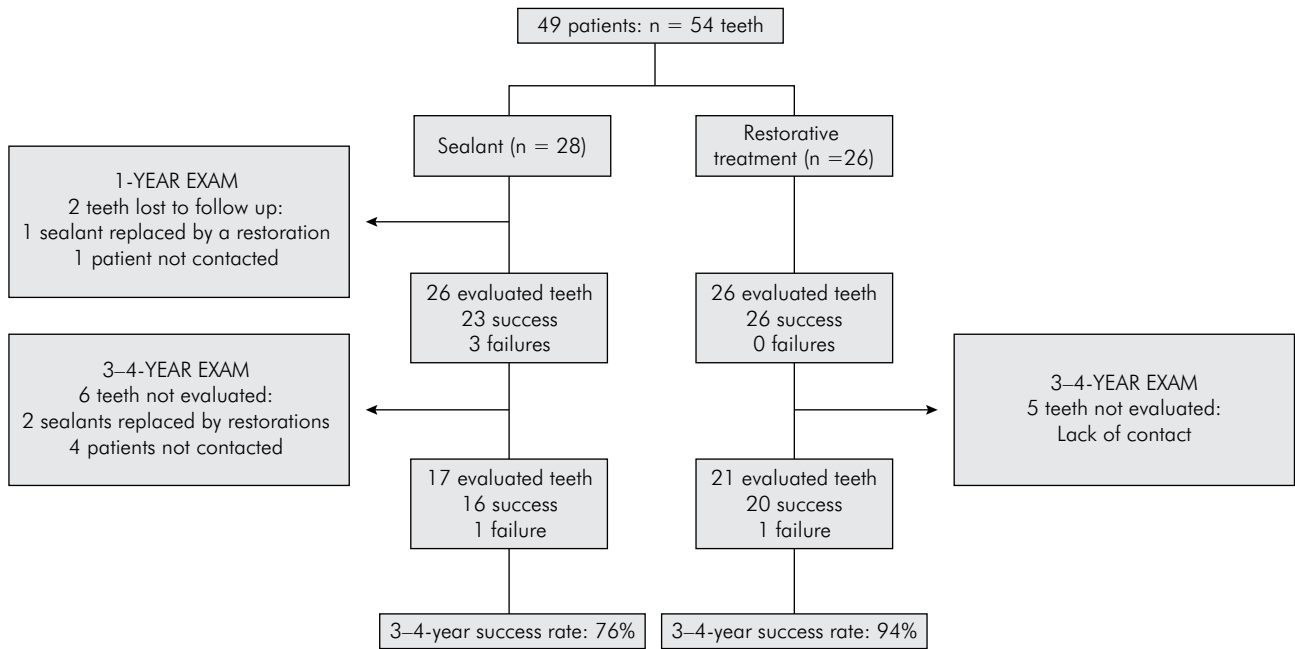 49 patients: n = 54 teeth
Sealant (n = 28)
Restorative
treatment (n =26)
1-YEAR EXAM
2 teeth lost to follow up:
1 sealant replaced by a restoration
1 patient not contacted
26 evaluated teeth
23 success
3 failures
26 evaluated teeth
26 success
0 failures
3–4-YEAR EXAM
6 teeth not evaluated:
2 sealants replaced by restorations
4 patients not contacted
3–4-YEAR EXAM
5 teeth not evaluated:
Lack of contact
17 evaluated teeth
16 success
1 failure
21 evaluated teeth
20 success
1 failure
3–4-year success rate: 76%
3–4-year success rate: 94%